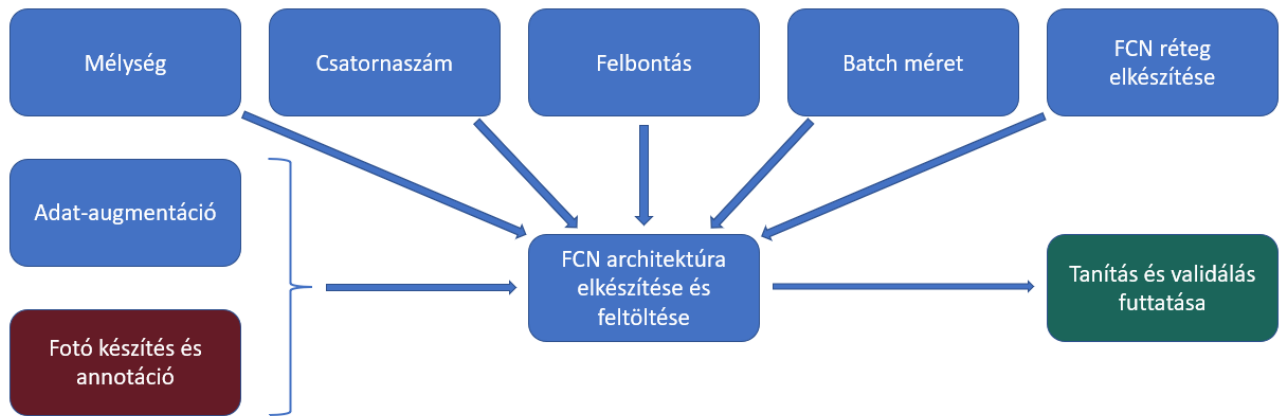 Mélység
Csatornaszám
Felbontás
Batch méret
FCN réteg
elkészítése
Adat-augmentáció
FCN architektúra
elkészítése és
feltöltése
Tanítás és validálás
futtatása
Fotó készítés és
annotáció